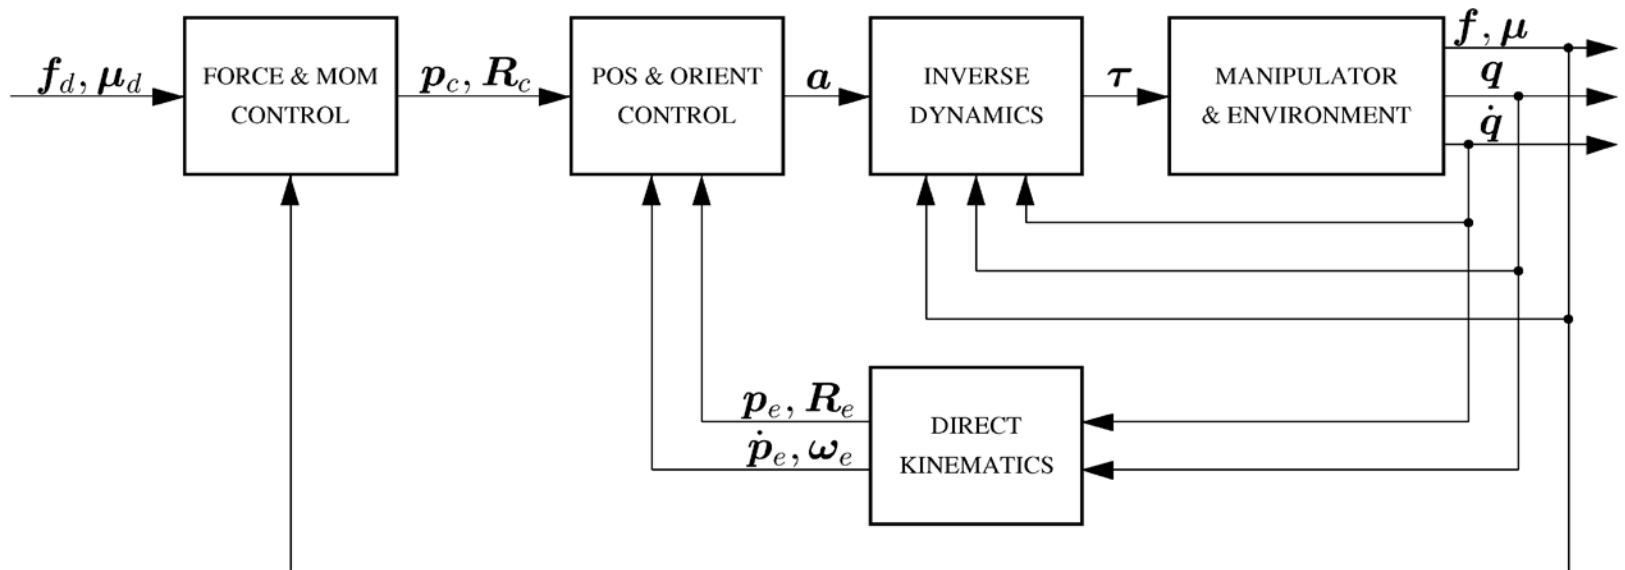 f_d, μ_d
FORCE & MOM
CONTROL
p_c, R_c
POS & ORIENT
CONTROL
a
INVERSE
DYNAMICS
τ
MANIPULATOR
& ENVIRONMENT
f, μ
q
q̇
p_e, R_e
ṗ_e, ω_e
DIRECT
KINEMATICS